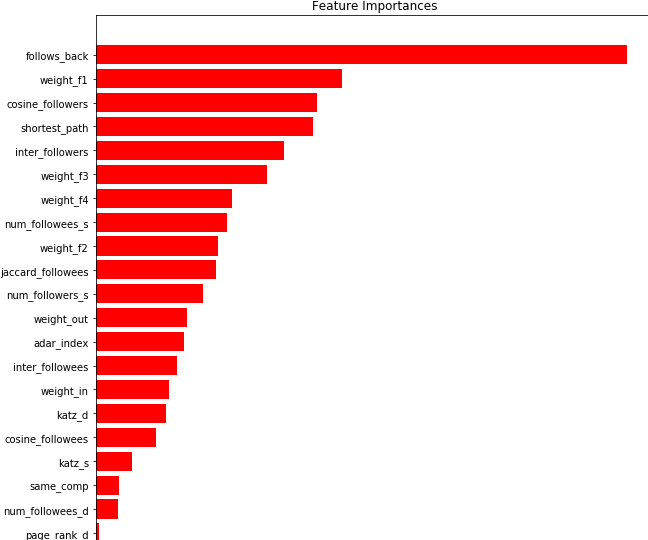 Feature Importances
follows_back
weight_f1
cosine_followers
shortest_path
inter_followers
weight_f3
weight_f4
num_followees_s
weight_f2
jaccard_followees
num_followers_s
weight_out
adar_index
inter_followees
weight_in
katz_d
cosine_followees
katz_s
same_comp
num_followees_d
page_rank_d